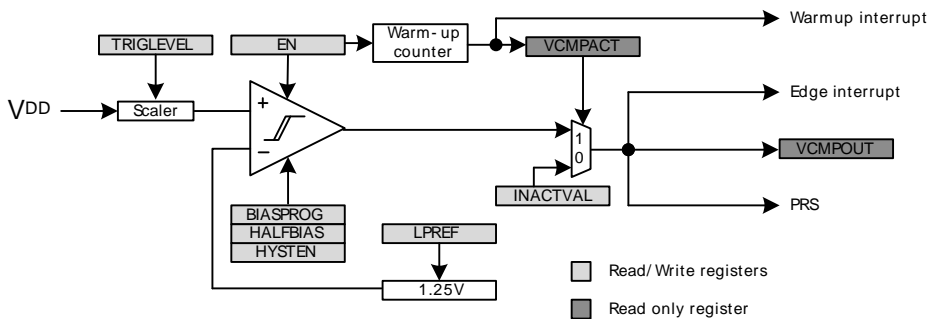 Warmup interrupt
TRIGLEVEL
EN
Warm-up
counter
VCMPACT
VDD
Scaler
+
−
Edge interrupt
1
0
VCMPOUT
INACTVAL
PRS
BIASPROG
HALFBIAS
HYSTEN
LPREF
1.25V
Read/Write registers
Read only register